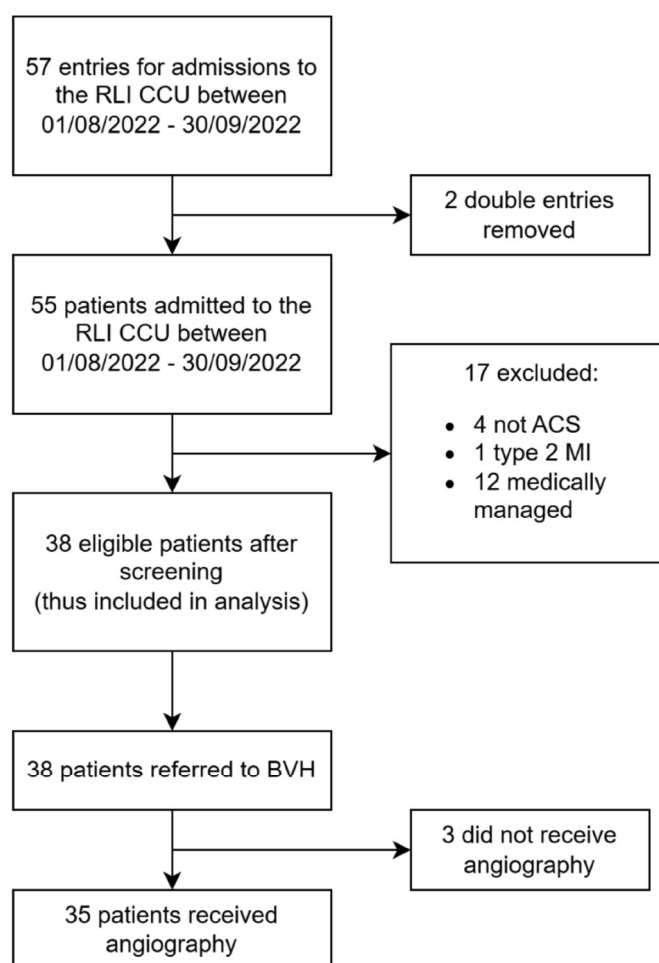 57 entries for admissions to
the RLI CCU between
01/08/2022 - 30/09/2022
2 double entries
removed
55 patients admitted to the
RLI CCU between
01/08/2022 - 30/09/2022
17 excluded:
• 4 not ACS
• 1 type 2 MI
• 12 medically
managed
38 eligible patients after
screening
(thus included in analysis)
38 patients referred to BVH
3 did not receive
angiography
35 patients received
angiography